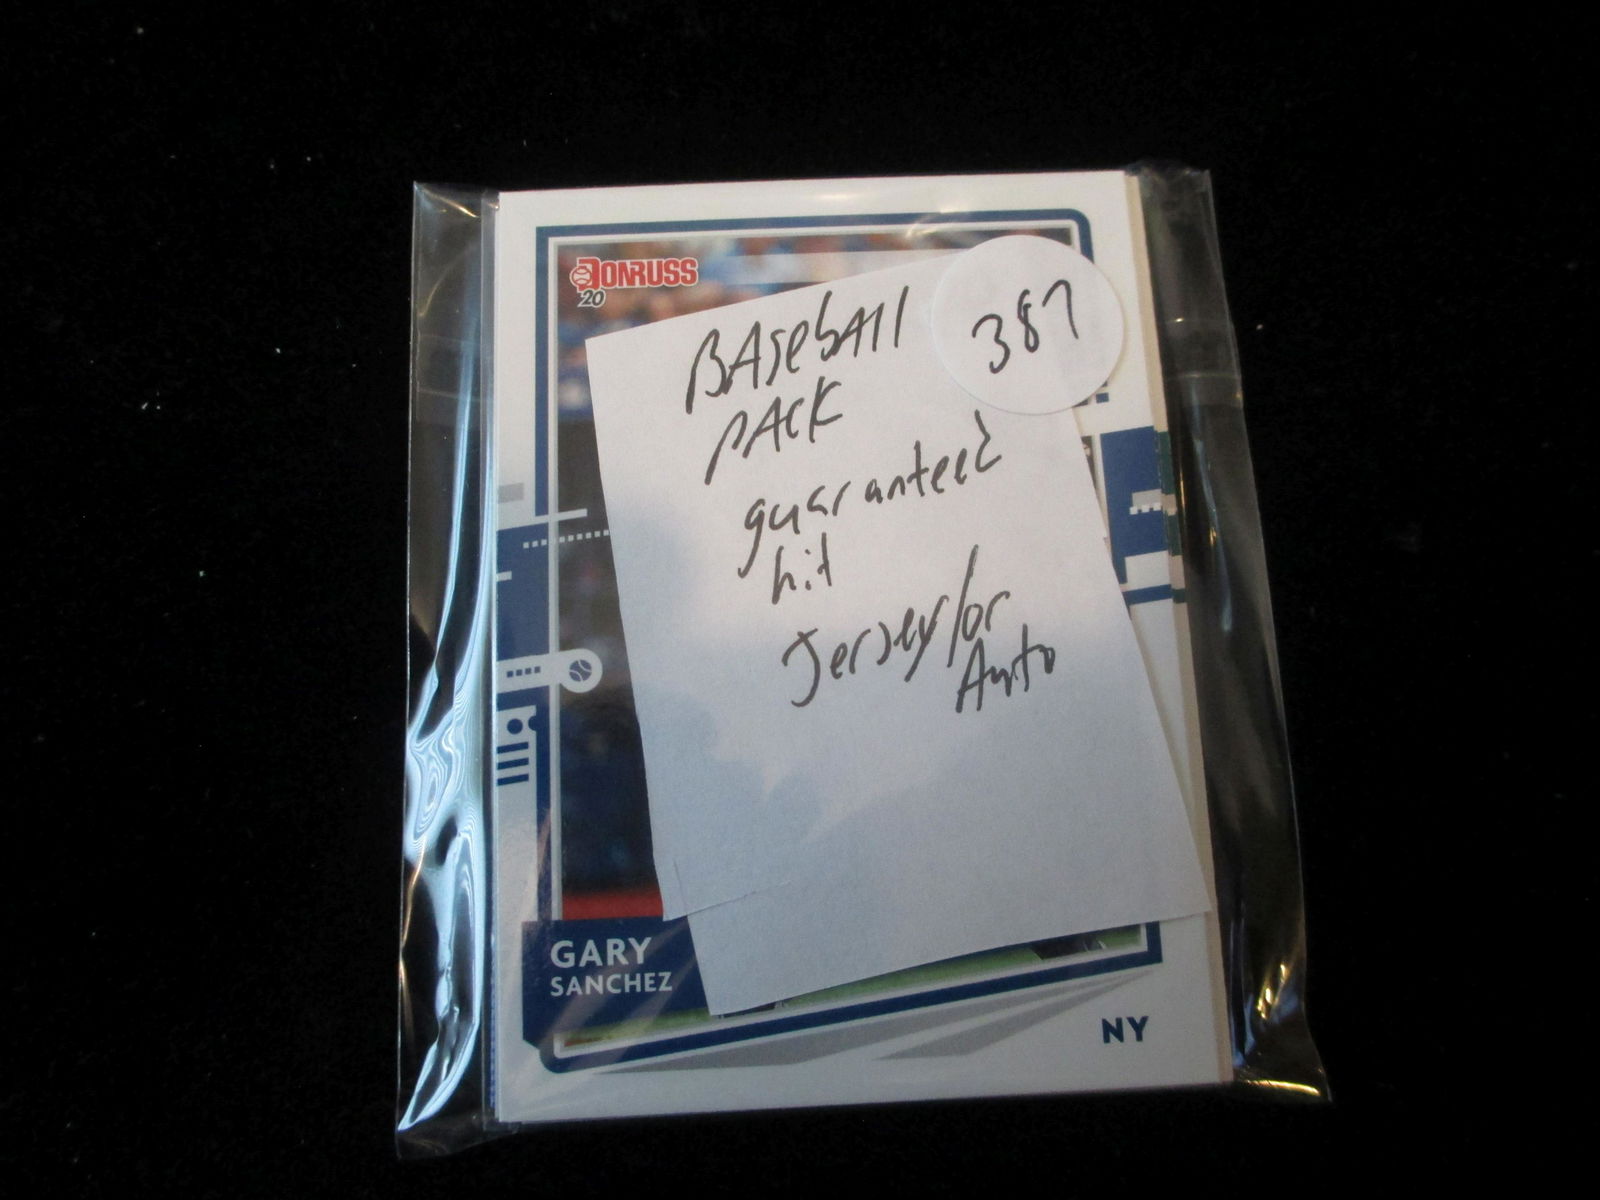 DONRUSS
20
BAseBAll
PACK
guaranteed
hit
Jersey/or
Auto
387
GARY
SANCHEZ
NY